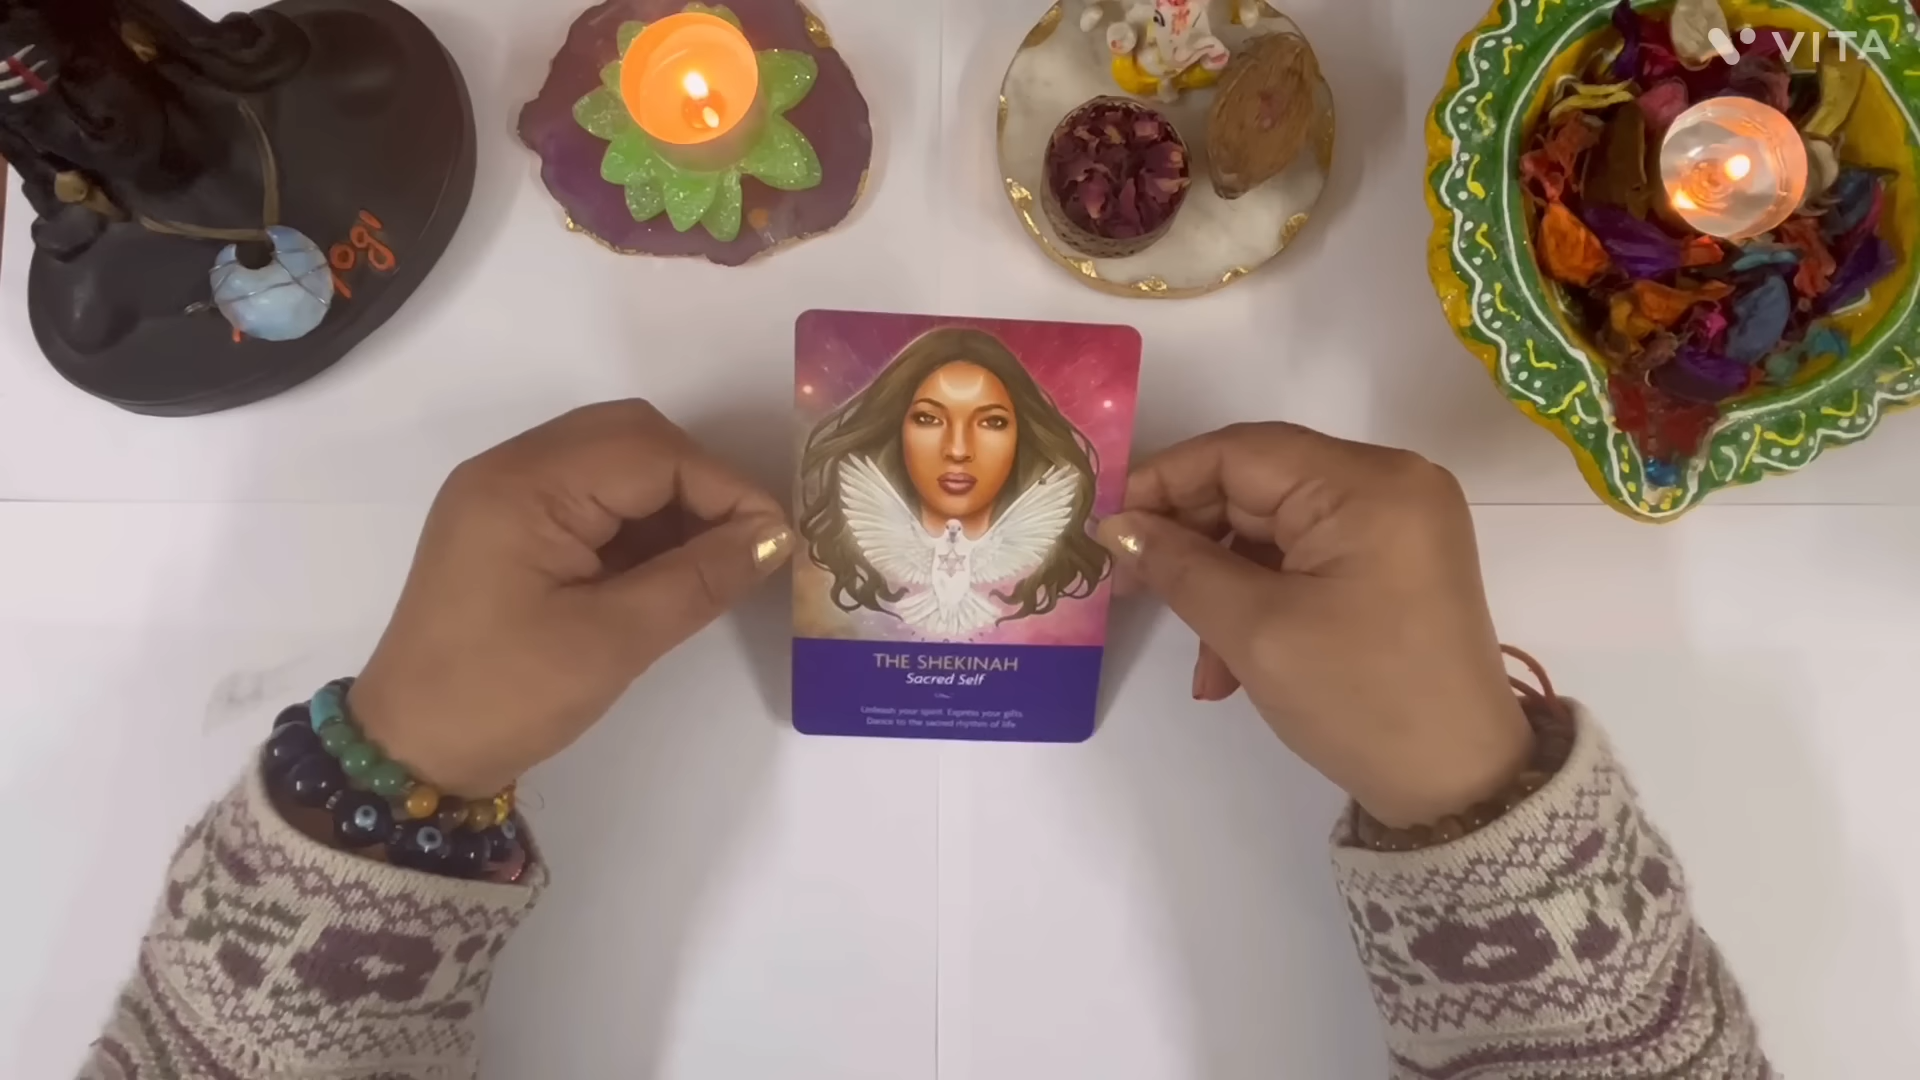 VITA
Yogi
THE SHEKINAH
Sacred Self
Unleash your spirit. Express your gifts.
Dance to the sacred rhythm of life